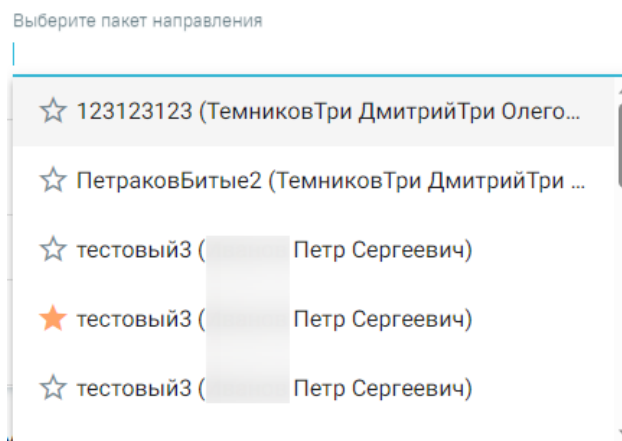 Выберите пакет направления
123123123 (ТемниковТри ДмитрийТри Олего...
ПетраковБитые2 (ТемниковТри ДмитрийТри ...
тестовый3 ( Петр Сергеевич)
тестовый3 ( Петр Сергеевич)
тестовый3 ( Петр Сергеевич)